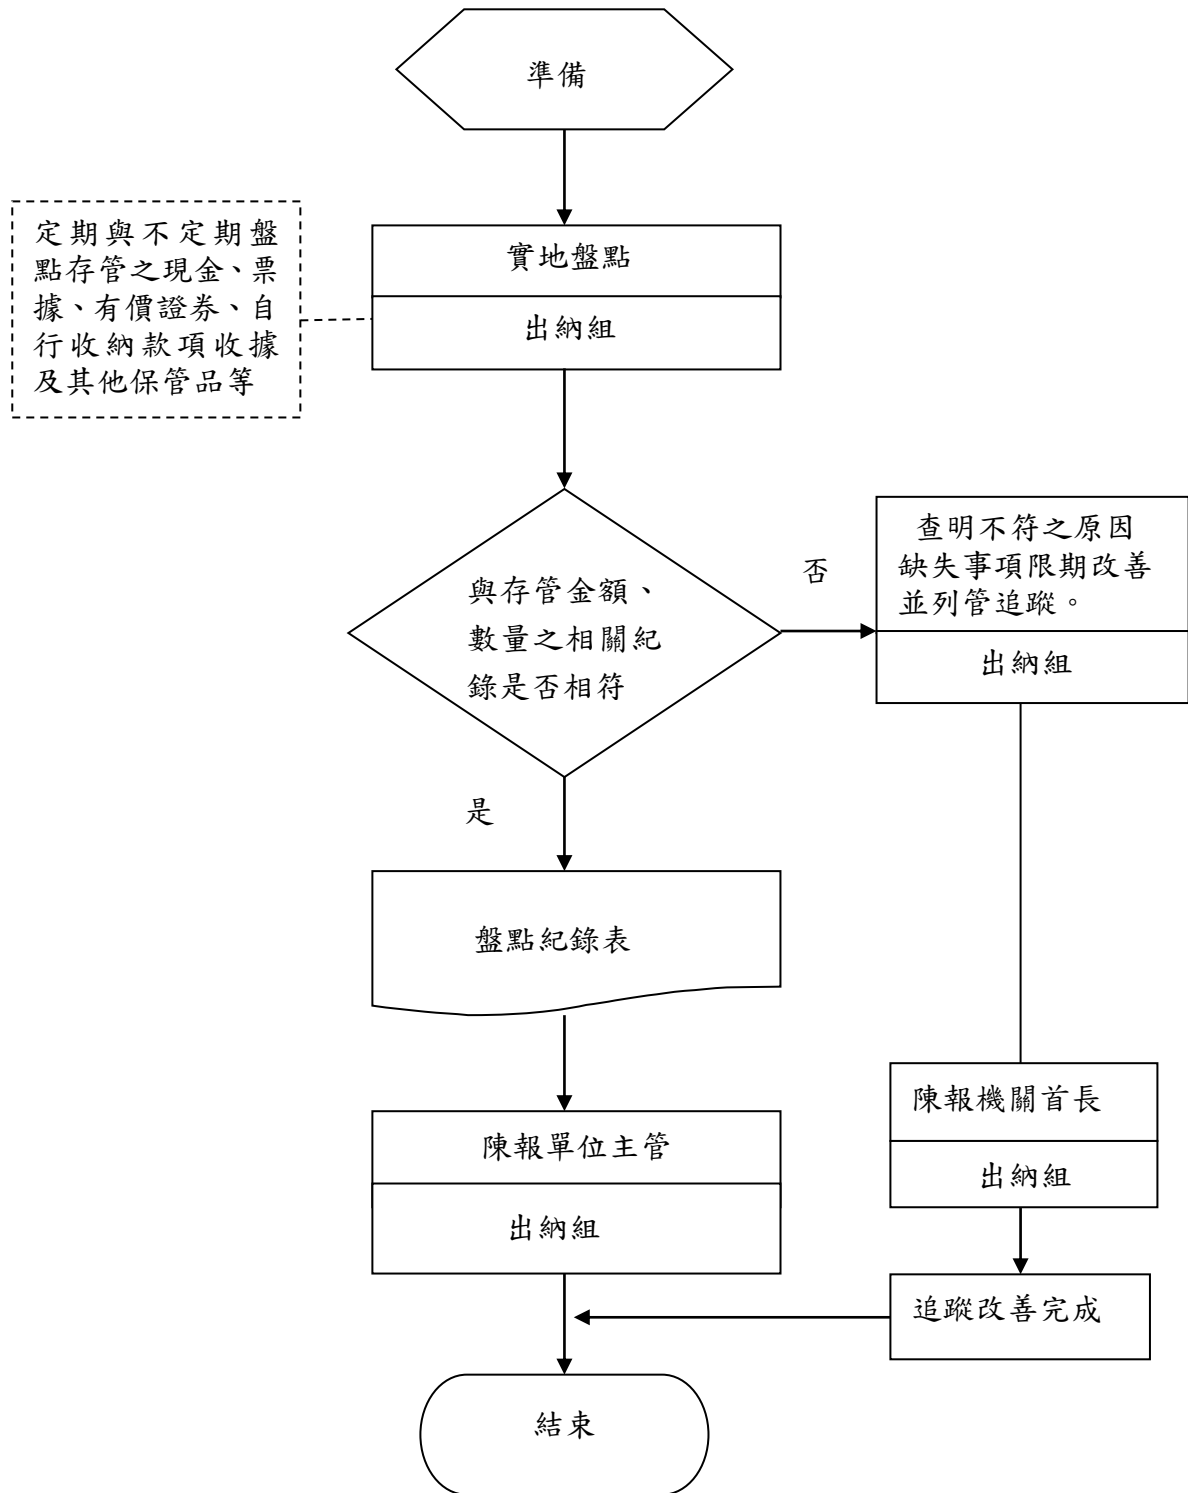 準備
定期與不定期盤
點存管之現金、票
據、有價證券、自
行收納款項收據
及其他保管品等
實地盤點
出納組
與存管金額、
數量之相關紀
錄是否相符
否
查明不符之原因
缺失事項限期改善
並列管追蹤。
出納組
是
盤點紀錄表
陳報機關首長
出納組
陳報單位主管
出納組
追蹤改善完成
結束